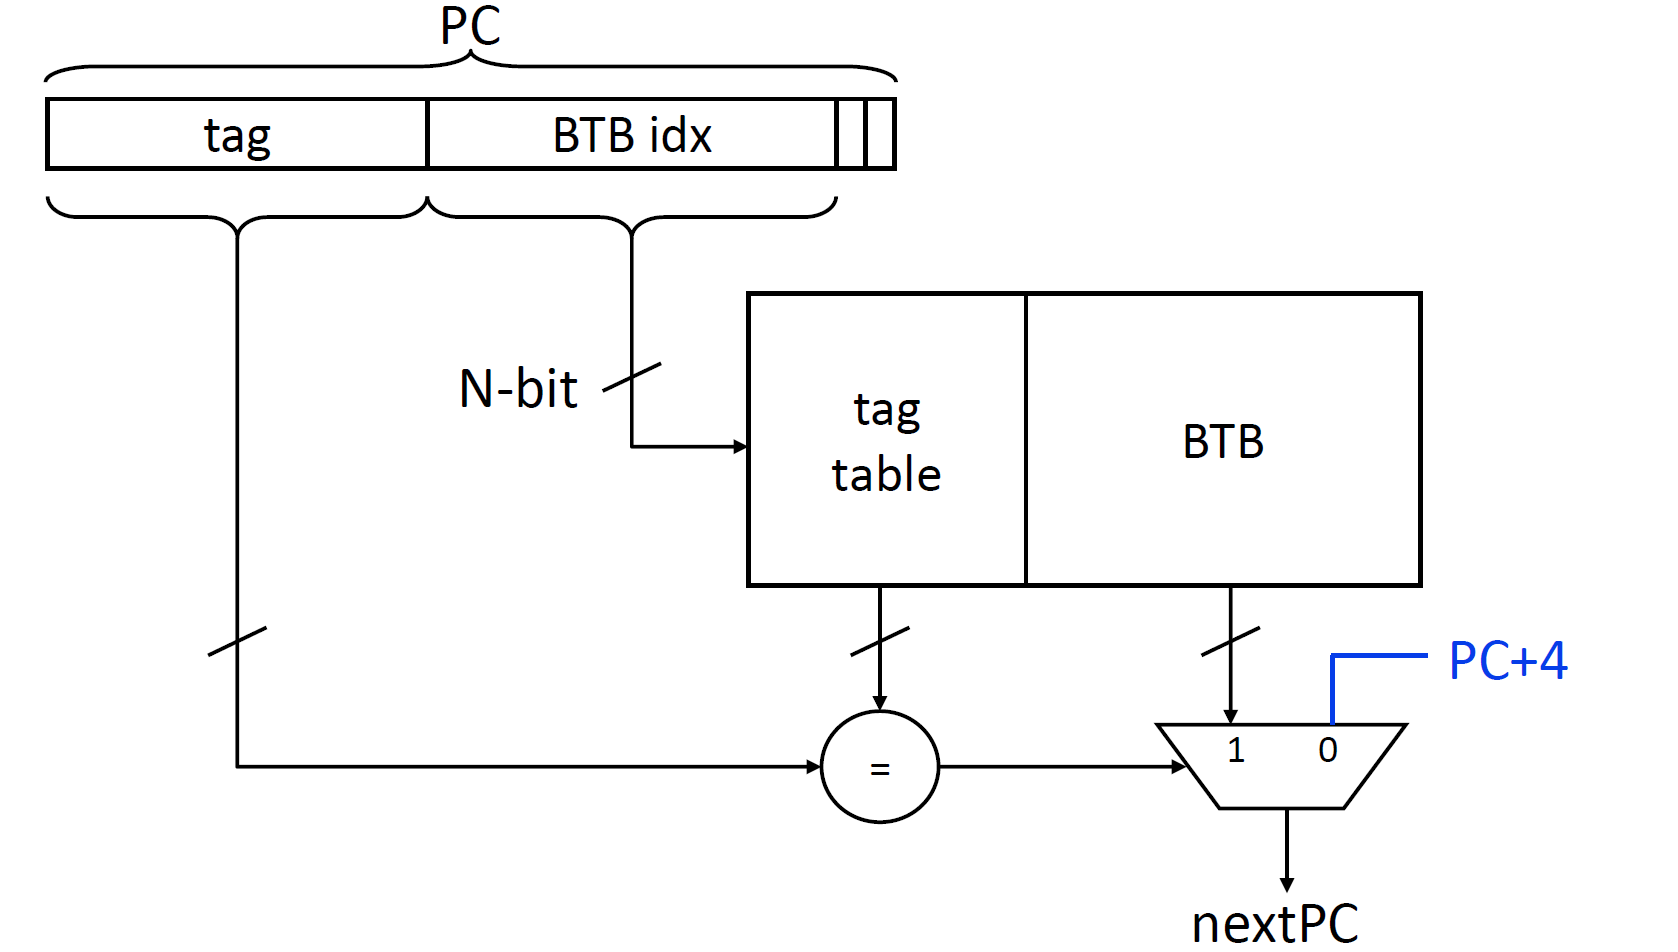 PC
tag
BTB idx
N-bit
tag
table
BTB
PC+4
1
0
=
nextPC